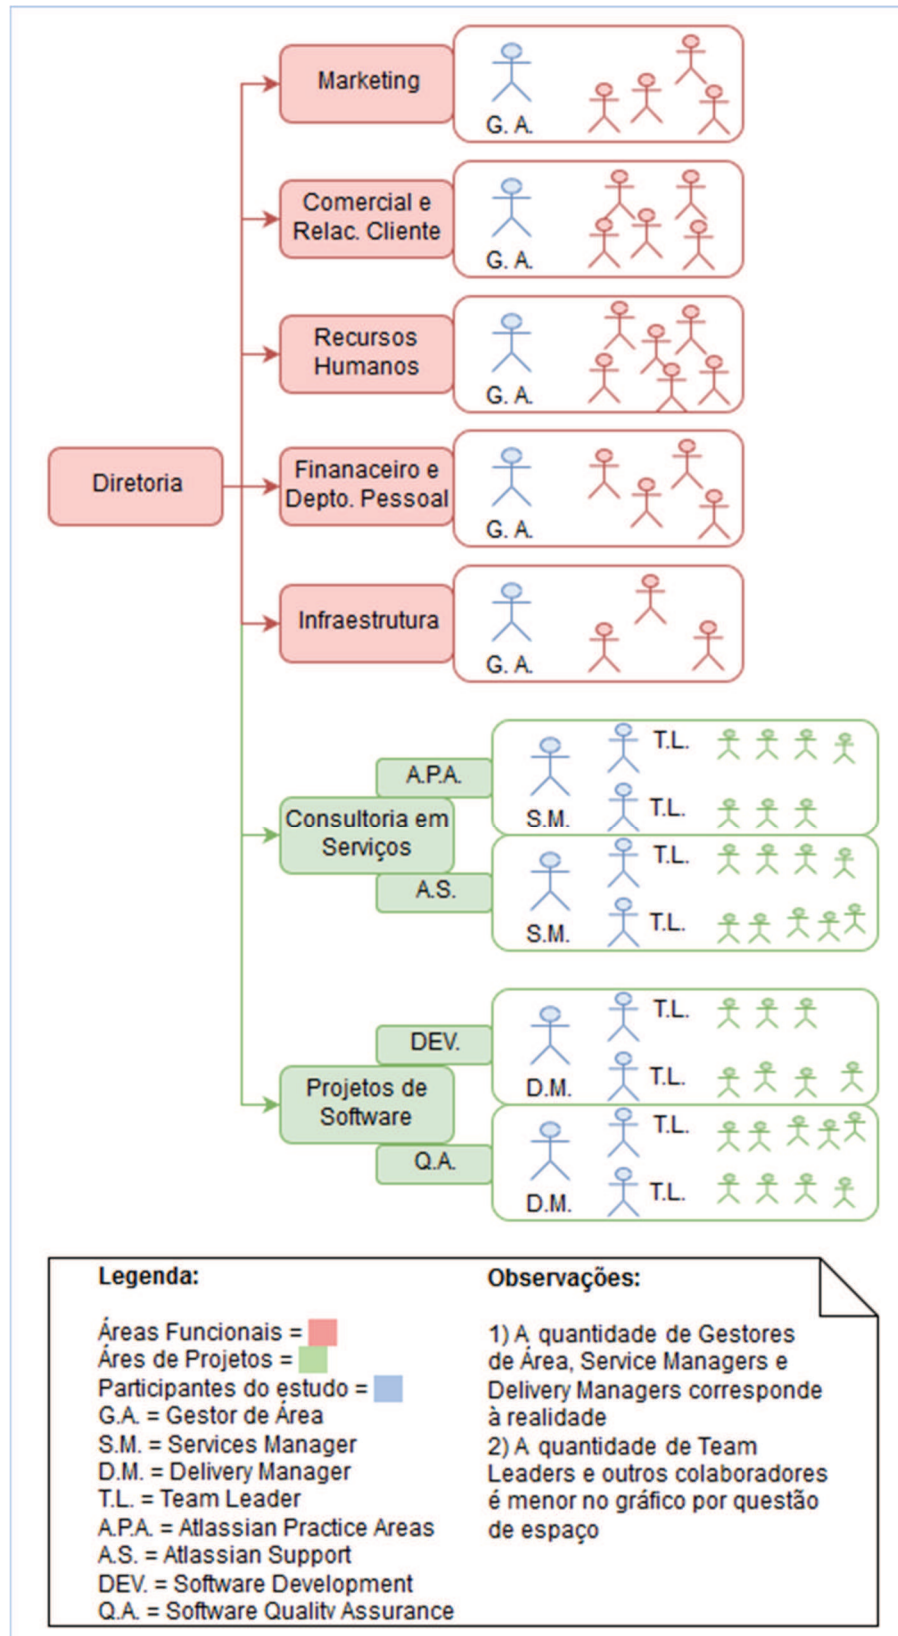 Marketing
G. A.
Comercial e
Relac. Cliente
G. A.
Recursos
Humanos
G. A.
Diretoria
Finanaceiro e
Depto. Pessoal
G. A.
Infraestrutura
G. A.
Consultoria em
Serviços
A.P.A.
S.M.
T.L.
T.L.
A.S.
S.M.
T.L.
T.L.
Projetos de
Software
DEV.
D.M.
T.L.
T.L.
Q.A.
D.M.
T.L.
T.L.
Legenda:
Áreas Funcionais =
Áres de Projetos =
Participantes do estudo =
G.A. = Gestor de Área
S.M. = Services Manager
D.M. = Delivery Manager
T.L. = Team Leader
A.P.A. = Atlassian Practice Areas
A.S. = Atlassian Support
DEV. = Software Development
Q.A. = Software Quality Assurance
Observações:
1) A quantidade de Gestores
de Área, Service Managers e
Delivery Managers corresponde
à realidade
2) A quantidade de Team
Leaders e outros colaboradores
é menor no gráfico por questão
de espaço